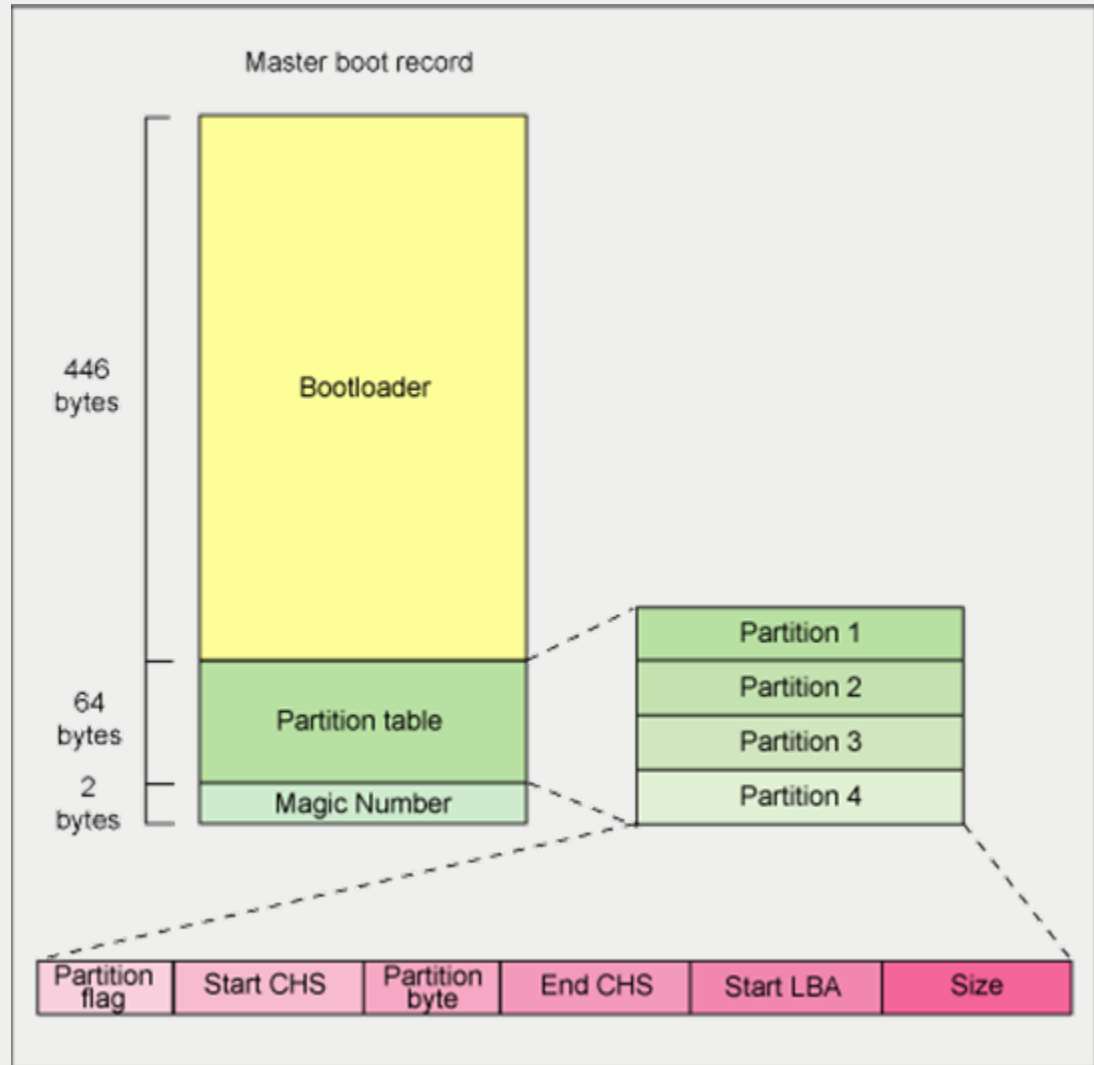 Master boot record
446
bytes
Bootloader
64
bytes
Partition table
2
bytes
Magic Number
Partition 1
Partition 2
Partition 3
Partition 4
Partition
flag
Start CHS
Partition
byte
End CHS
Start LBA
Size